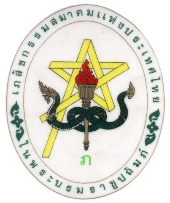 เภสัชกรรมสมาคมแห่งประเทศไทย
ภ
ในพระบรมราชูปถัมภ์